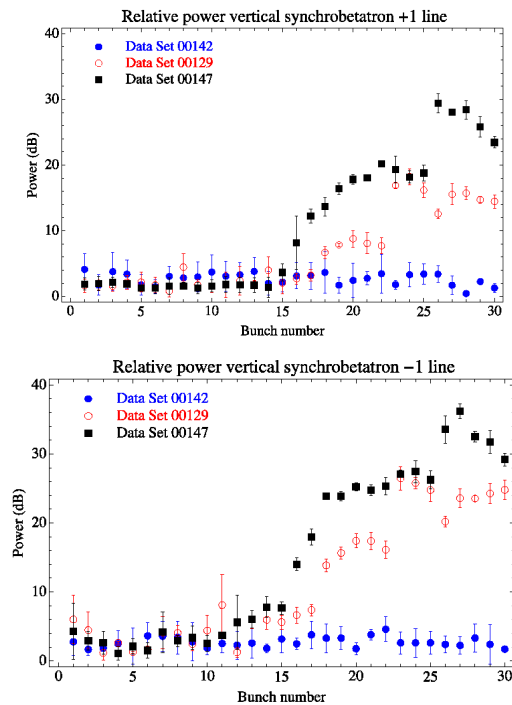 Relative power vertical synchrobetatron +1 line
40
30
20
10
0
Power (dB)
Data Set 00142
Data Set 00129
Data Set 00147
0 5 10 15 20 25 30
Bunch number
Relative power vertical synchrobetatron −1 line
40
30
20
10
0
Power (dB)
Data Set 00142
Data Set 00129
Data Set 00147
0 5 10 15 20 25 30
Bunch number